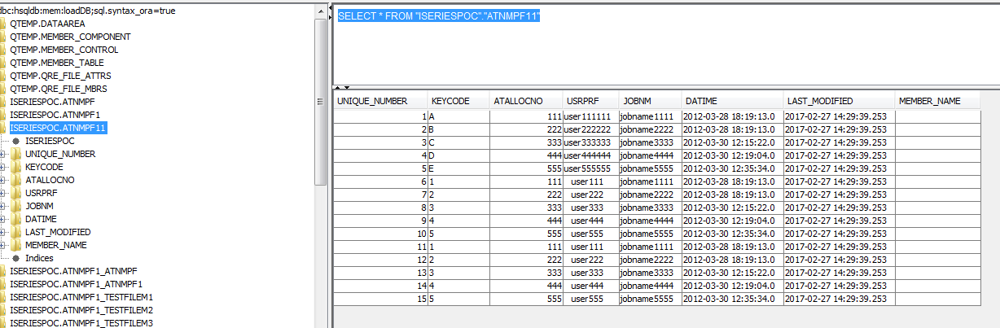 dbc:hsqldb:mem:loadDB;sql.syntax_ora=true
QTEMP.DATAAREA
QTEMP.MEMBER_COMPONENT
QTEMP.MEMBER_CONTROL
QTEMP.MEMBER_TABLE
QTEMP.QRE_FILE_ATTRS
QTEMP.QRE_FILE_MBRS
ISERIESPOC.ATNMPF
ISERIESPOC.ATNMPF1
ISERIESPOC.ATNMPF11
ISERIESPOC
UNIQUE_NUMBER
KEYCODE
ATALLOCNO
USRPRF
JOBNM
DATIME
LAST_MODIFIED
MEMBER_NAME
Indices
ISERIESPOC.ATNMPF1_ATNMPF
ISERIESPOC.ATNMPF1_ATNMPF1
ISERIESPOC.ATNMPF1_TESTFILEM1
ISERIESPOC.ATNMPF1_TESTFILEM2
ISERIESPOC.ATNMPF1_TESTFILEM3
SELECT * FROM "ISERIESPOC"."ATNMPF11"
UNIQUE_NUMBER KEYCODE ATALLOCNO USRPRF JOBNM DATIME LAST_MODIFIED MEMBER_NAME
1 A 111 user111111 jobname1111 2012-03-28 18:19:13.0 2017-02-27 14:29:39.253
2 B 222 user222222 jobname2222 2012-03-28 18:19:13.0 2017-02-27 14:29:39.253
3 C 333 user333333 jobname3333 2012-03-30 12:15:22.0 2017-02-27 14:29:39.253
4 D 444 user444444 jobname4444 2012-03-30 12:19:04.0 2017-02-27 14:29:39.253
5 E 555 user555555 jobname5555 2012-03-30 12:35:34.0 2017-02-27 14:29:39.253
6 1 111 user111 jobname1111 2012-03-28 18:19:13.0 2017-02-27 14:29:39.253
7 2 222 user222 jobname2222 2012-03-28 18:19:13.0 2017-02-27 14:29:39.253
8 3 333 user333 jobname3333 2012-03-30 12:15:22.0 2017-02-27 14:29:39.253
9 4 444 user444 jobname4444 2012-03-30 12:19:04.0 2017-02-27 14:29:39.253
10 5 555 user555 jobname5555 2012-03-30 12:35:34.0 2017-02-27 14:29:39.253
11 1 111 user111 jobname1111 2012-03-28 18:19:13.0 2017-02-27 14:29:39.253
12 2 222 user222 jobname2222 2012-03-28 18:19:13.0 2017-02-27 14:29:39.253
13 3 333 user333 jobname3333 2012-03-30 12:15:22.0 2017-02-27 14:29:39.253
14 4 444 user444 jobname4444 2012-03-30 12:19:04.0 2017-02-27 14:29:39.253
15 5 555 user555 jobname5555 2012-03-30 12:35:34.0 2017-02-27 14:29:39.253